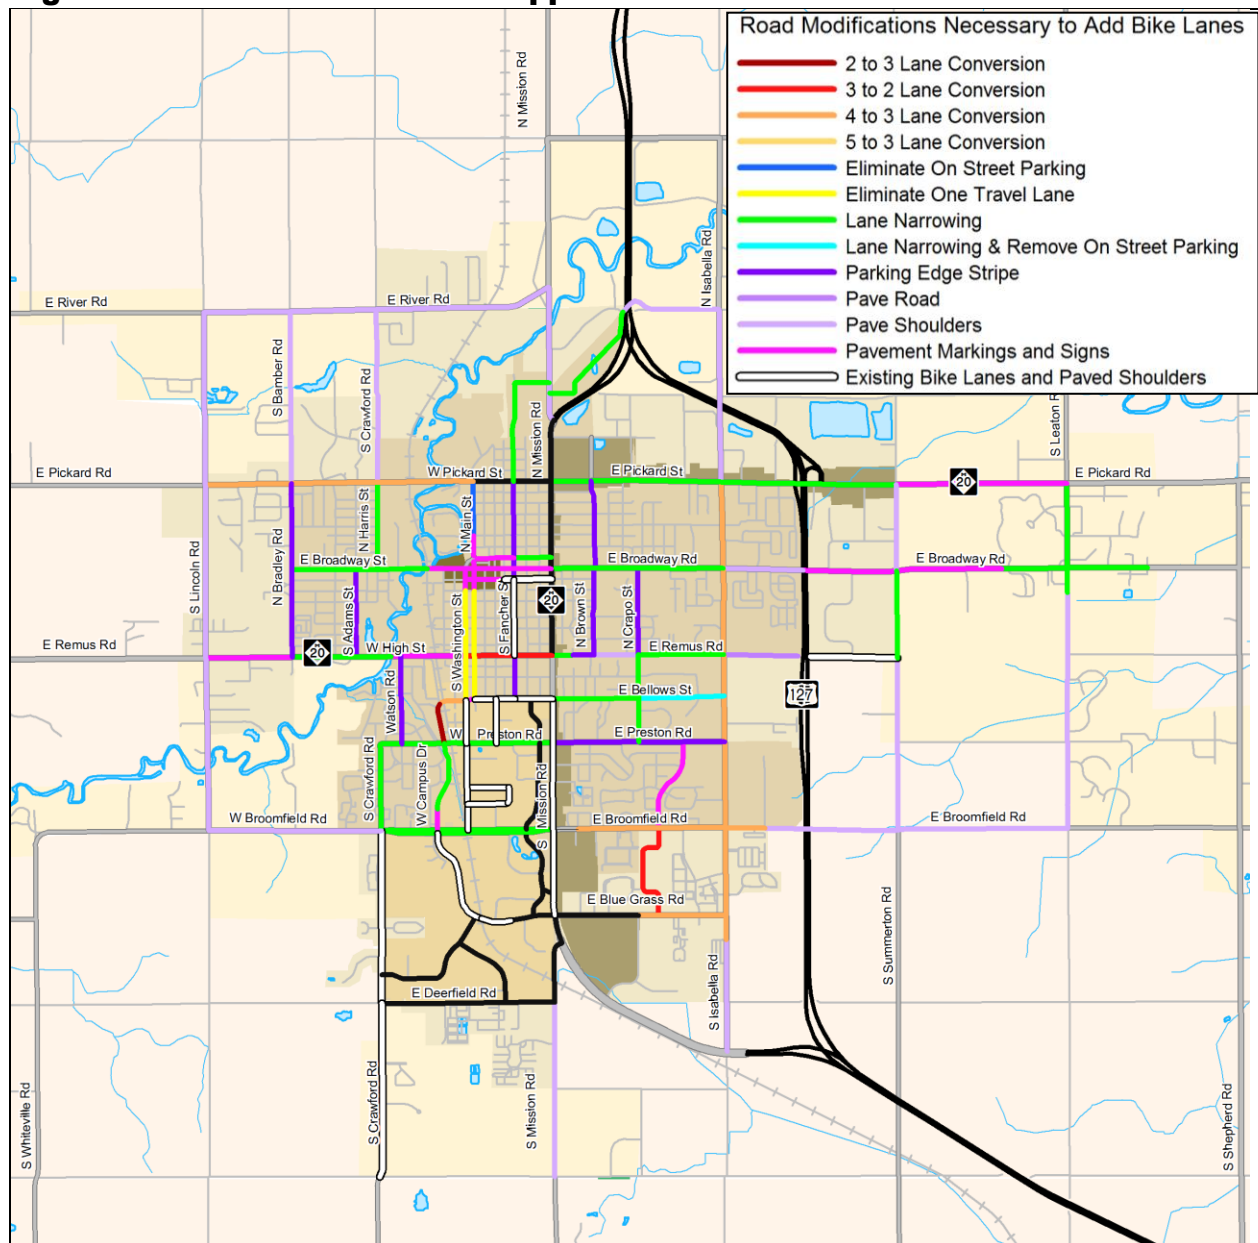 Road Modifications Necessary to Add Bike Lanes
2 to 3 Lane Conversion
3 to 2 Lane Conversion
4 to 3 Lane Conversion
5 to 3 Lane Conversion
Eliminate On Street Parking
Eliminate One Travel Lane
Lane Narrowing
Lane Narrowing & Remove On Street Parking
Parking Edge Stripe
Pave Road
Pave Shoulders
Pavement Markings and Signs
Existing Bike Lanes and Paved Shoulders
N Mission Rd
N Isabella Rd
E River Rd
E River Rd
S Bamber Rd
S Crawford Rd
N Mission Rd
S Leaton R
E Pickard Rd
W Pickard St
E Pickard St
20
E Pickard Rd
N Harris St
N Main St
S Lincoln Rd
N Bradley Rd
E Broadway St
E Broadway Rd
E Broadway Rd
S Adams St
S Washington St
S Fancher S
20
N Brown St
N Crapo St
E Remus Rd
20
W High St
E Remus Rd
Watson Rd
E Bellows St
127
W Preston Rd
E Preston Rd
S Crawford Rd
W Campus Dr
S Mission Rd
W Broomfield Rd
E Broomfield Rd
E Broomfield Rd
E Blue Grass Rd
S Summerton Rd
E Deerfield Rd
S Isabella Rd
S Whiteville Rd
S Crawford Rd
S Mission Rd
S Shepherd Rd